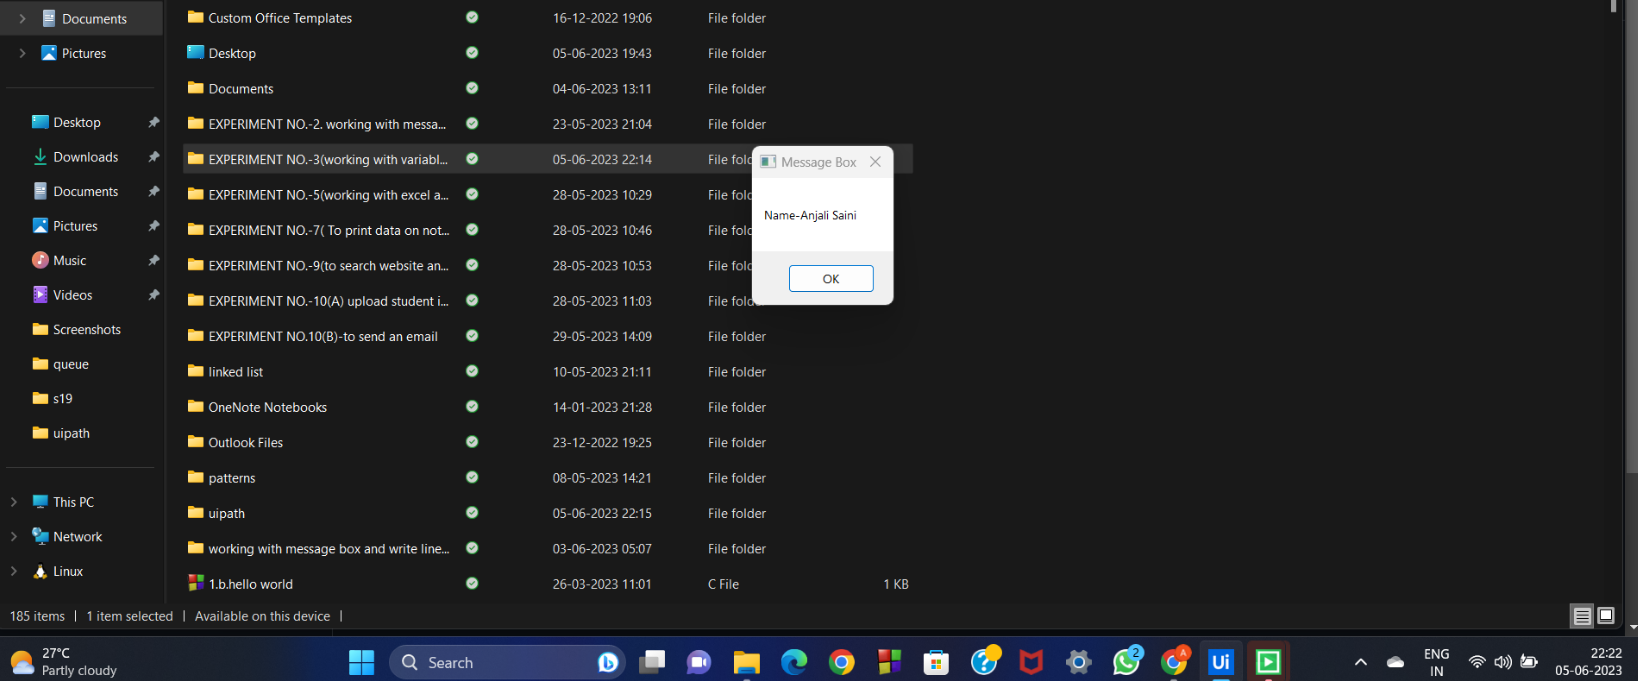 Documents
Pictures
Desktop
Downloads
Documents
Pictures
Music
Videos
Screenshots
queue
s19
uipath
This PC
Network
Linux
Custom Office Templates 16-12-2022 19:06 File folder
Desktop 05-06-2023 19:43 File folder
Documents 04-06-2023 13:11 File folder
EXPERIMENT NO.-2. working with messa... 23-05-2023 21:04 File folder
EXPERIMENT NO.-3(working with variabl... 05-06-2023 22:14 File fold
EXPERIMENT NO.-5(working with excel a... 28-05-2023 10:29 File fold
EXPERIMENT NO.-7( To print data on not... 28-05-2023 10:46 File fold
EXPERIMENT NO.-9(to search website an... 28-05-2023 10:53 File fold
EXPERIMENT NO.-10(A) upload student i... 28-05-2023 11:03 File folder
EXPERIMENT NO.10(B)-to send an email 29-05-2023 14:09 File folder
linked list 10-05-2023 21:11 File folder
OneNote Notebooks 14-01-2023 21:28 File folder
Outlook Files 23-12-2022 19:25 File folder
patterns 08-05-2023 14:21 File folder
uipath 05-06-2023 22:15 File folder
working with message box and write line... 03-06-2023 05:07 File folder
1.b.hello world 26-03-2023 11:01 C File 1 KB
Message Box
Name-Anjali Saini
OK
185 items | 1 item selected | Available on this device |
27°C
Partly cloudy
Search
2
A
Ui
ENG
IN
22:22
05-06-2023